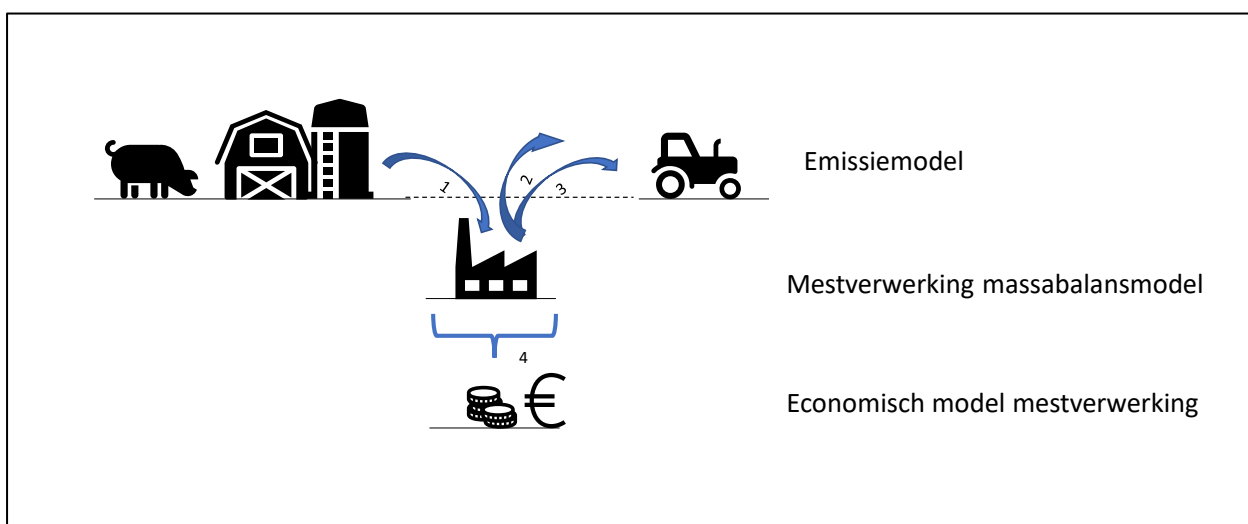 1
2
3
Emissiemodel
Mestverwerking massabalansmodel
4
€
Economisch model mestverwerking